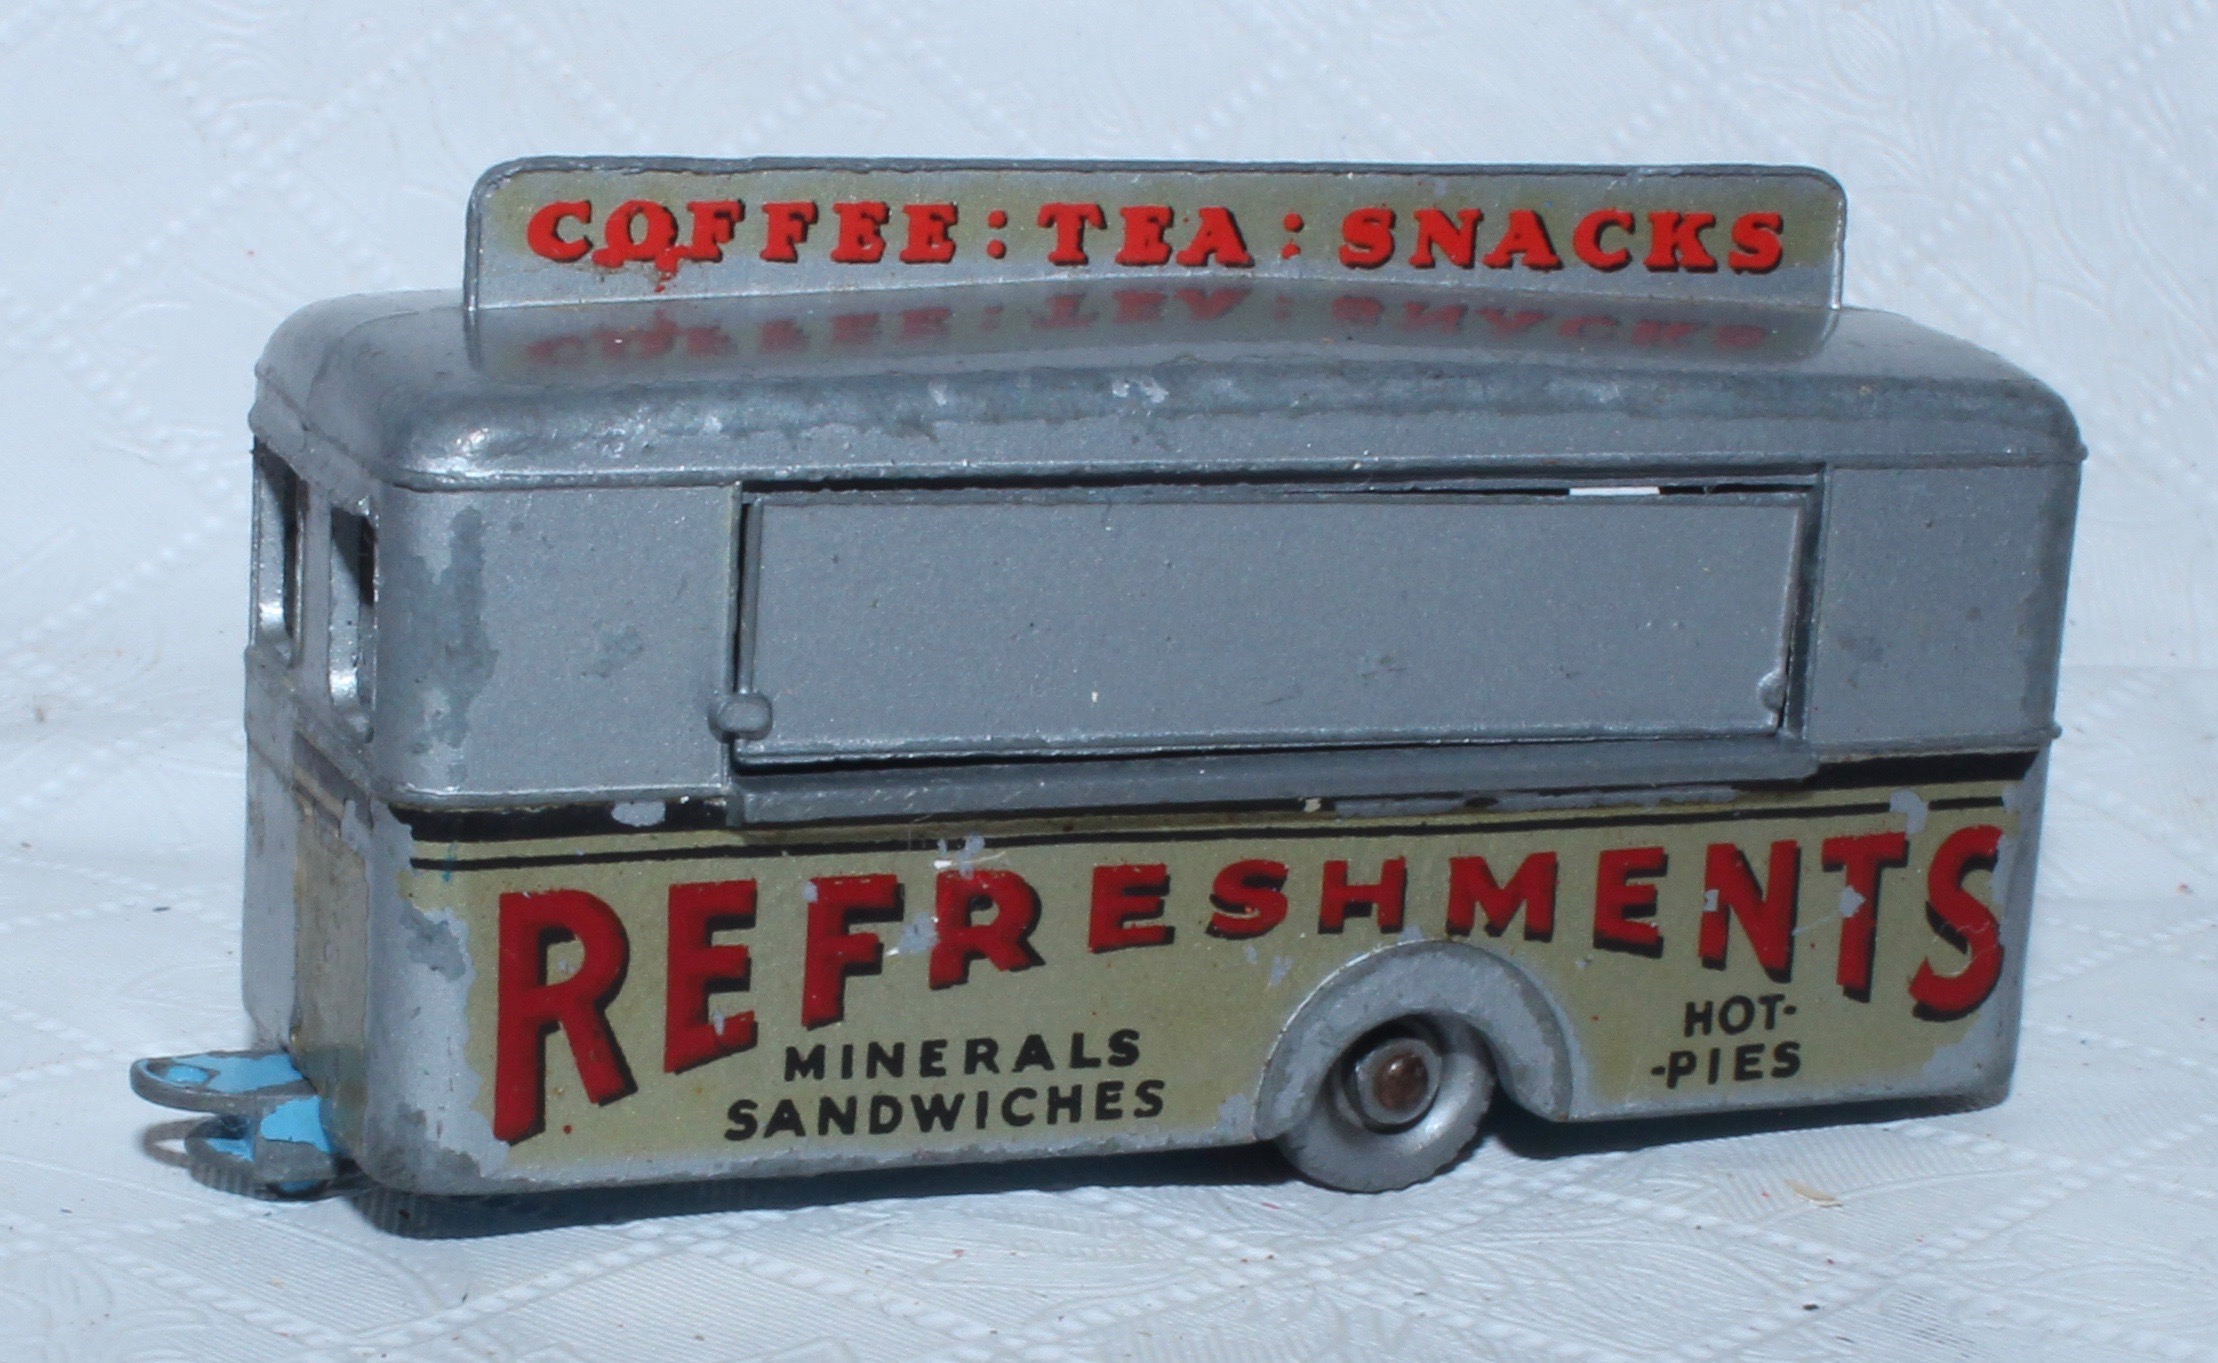 COFFEE : TEA : SNACKS
REFRESHMENTS
MINERALS
SANDWICHES
HOT-
-PIES